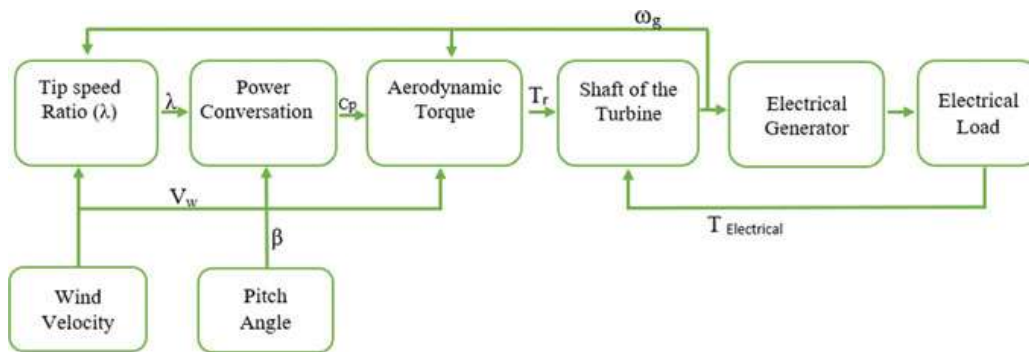 ωg
Tip speed
Ratio (λ)
λ
Power
Conversation
Cp
Aerodynamic
Torque
Tr
Shaft of the
Turbine
Electrical
Generator
Electrical
Load
Vw
β
T Electrical
Wind
Velocity
Pitch
Angle